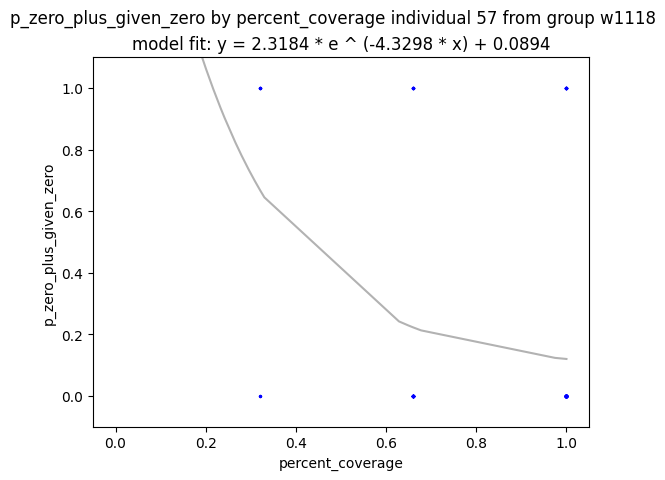 p_zero_plus_given_zero by percent_coverage individual 57 from group w1118
model fit: y = 2.3184 * e ^ (-4.3298 * x) + 0.0894
1.0
0.8
0.6
0.4
0.2
0.0
p_zero_plus_given_zero
0.0 0.2 0.4 0.6 0.8 1.0
percent_coverage